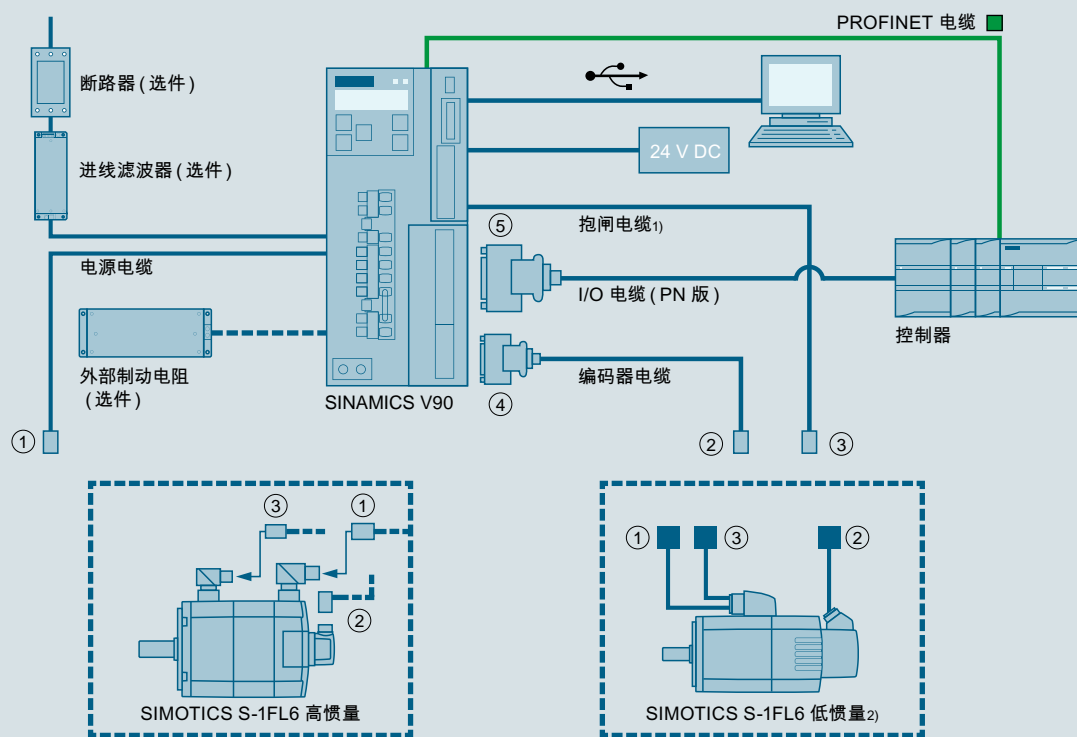 PROFINET 电缆
断路器 (选件)
进线滤波器 (选件)
24 V DC
⑤
抱闸电缆1)
电源电缆
I/O 电缆 (PN 版)
控制器
外部制动电阻
(选件)
编码器电缆
SINAMICS V90
④
①
②
③
③
①
②
SIMOTICS S-1FL6 高惯量
①
③
②
SIMOTICS S-1FL6 低惯量2)